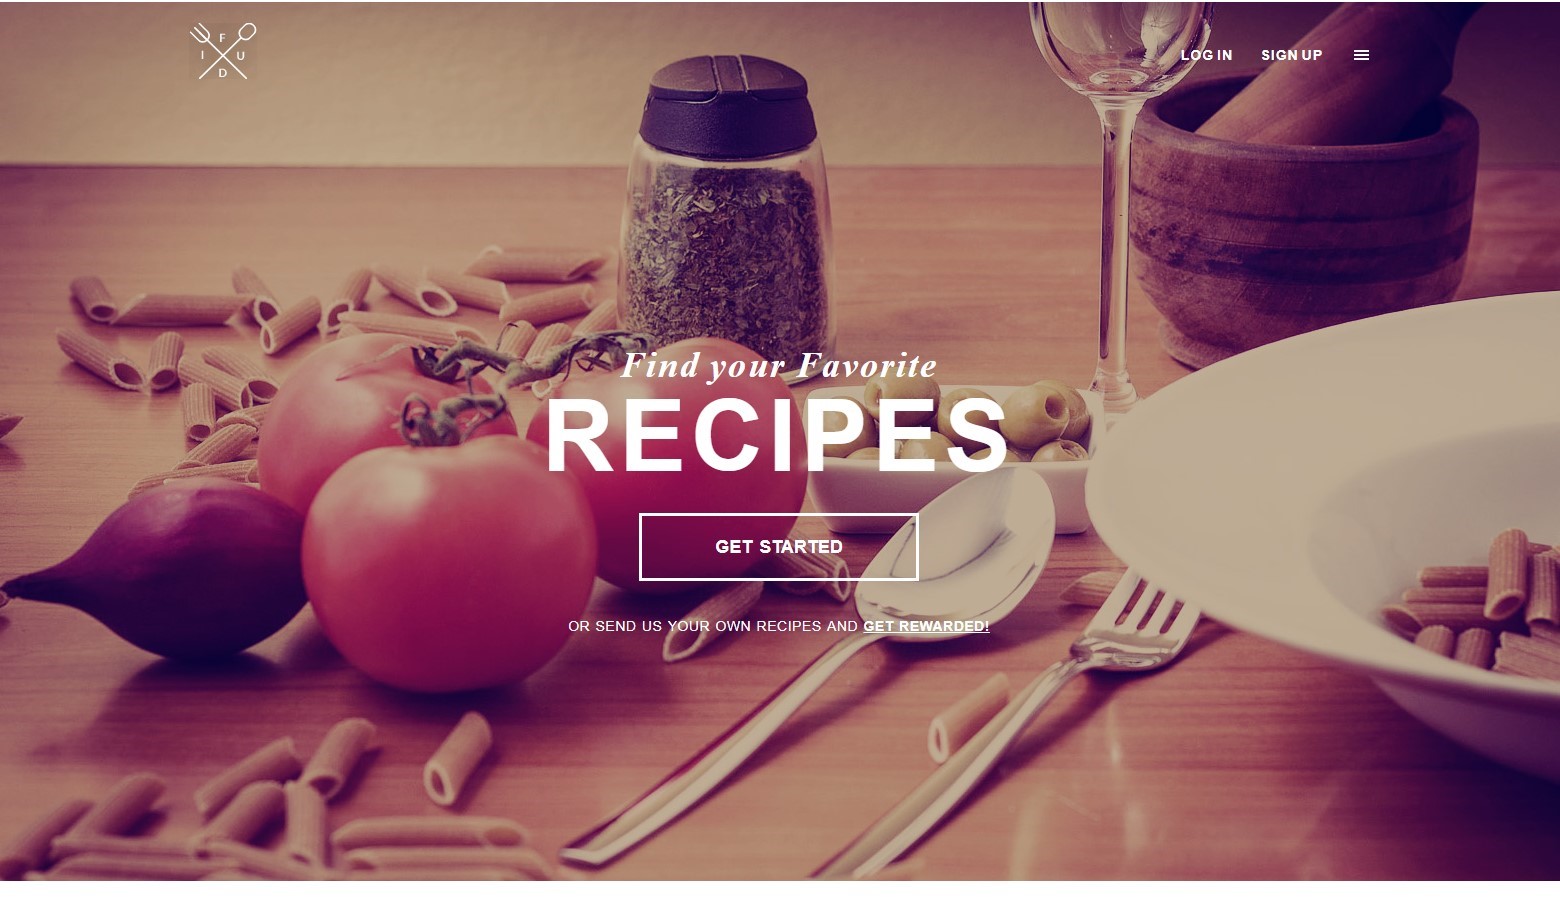 F
I U
D
LOG IN SIGN UP
Find your Favorite
RECIPES
GET STARTED
OR SEND US YOUR OWN RECIPES AND GET REWARDED!